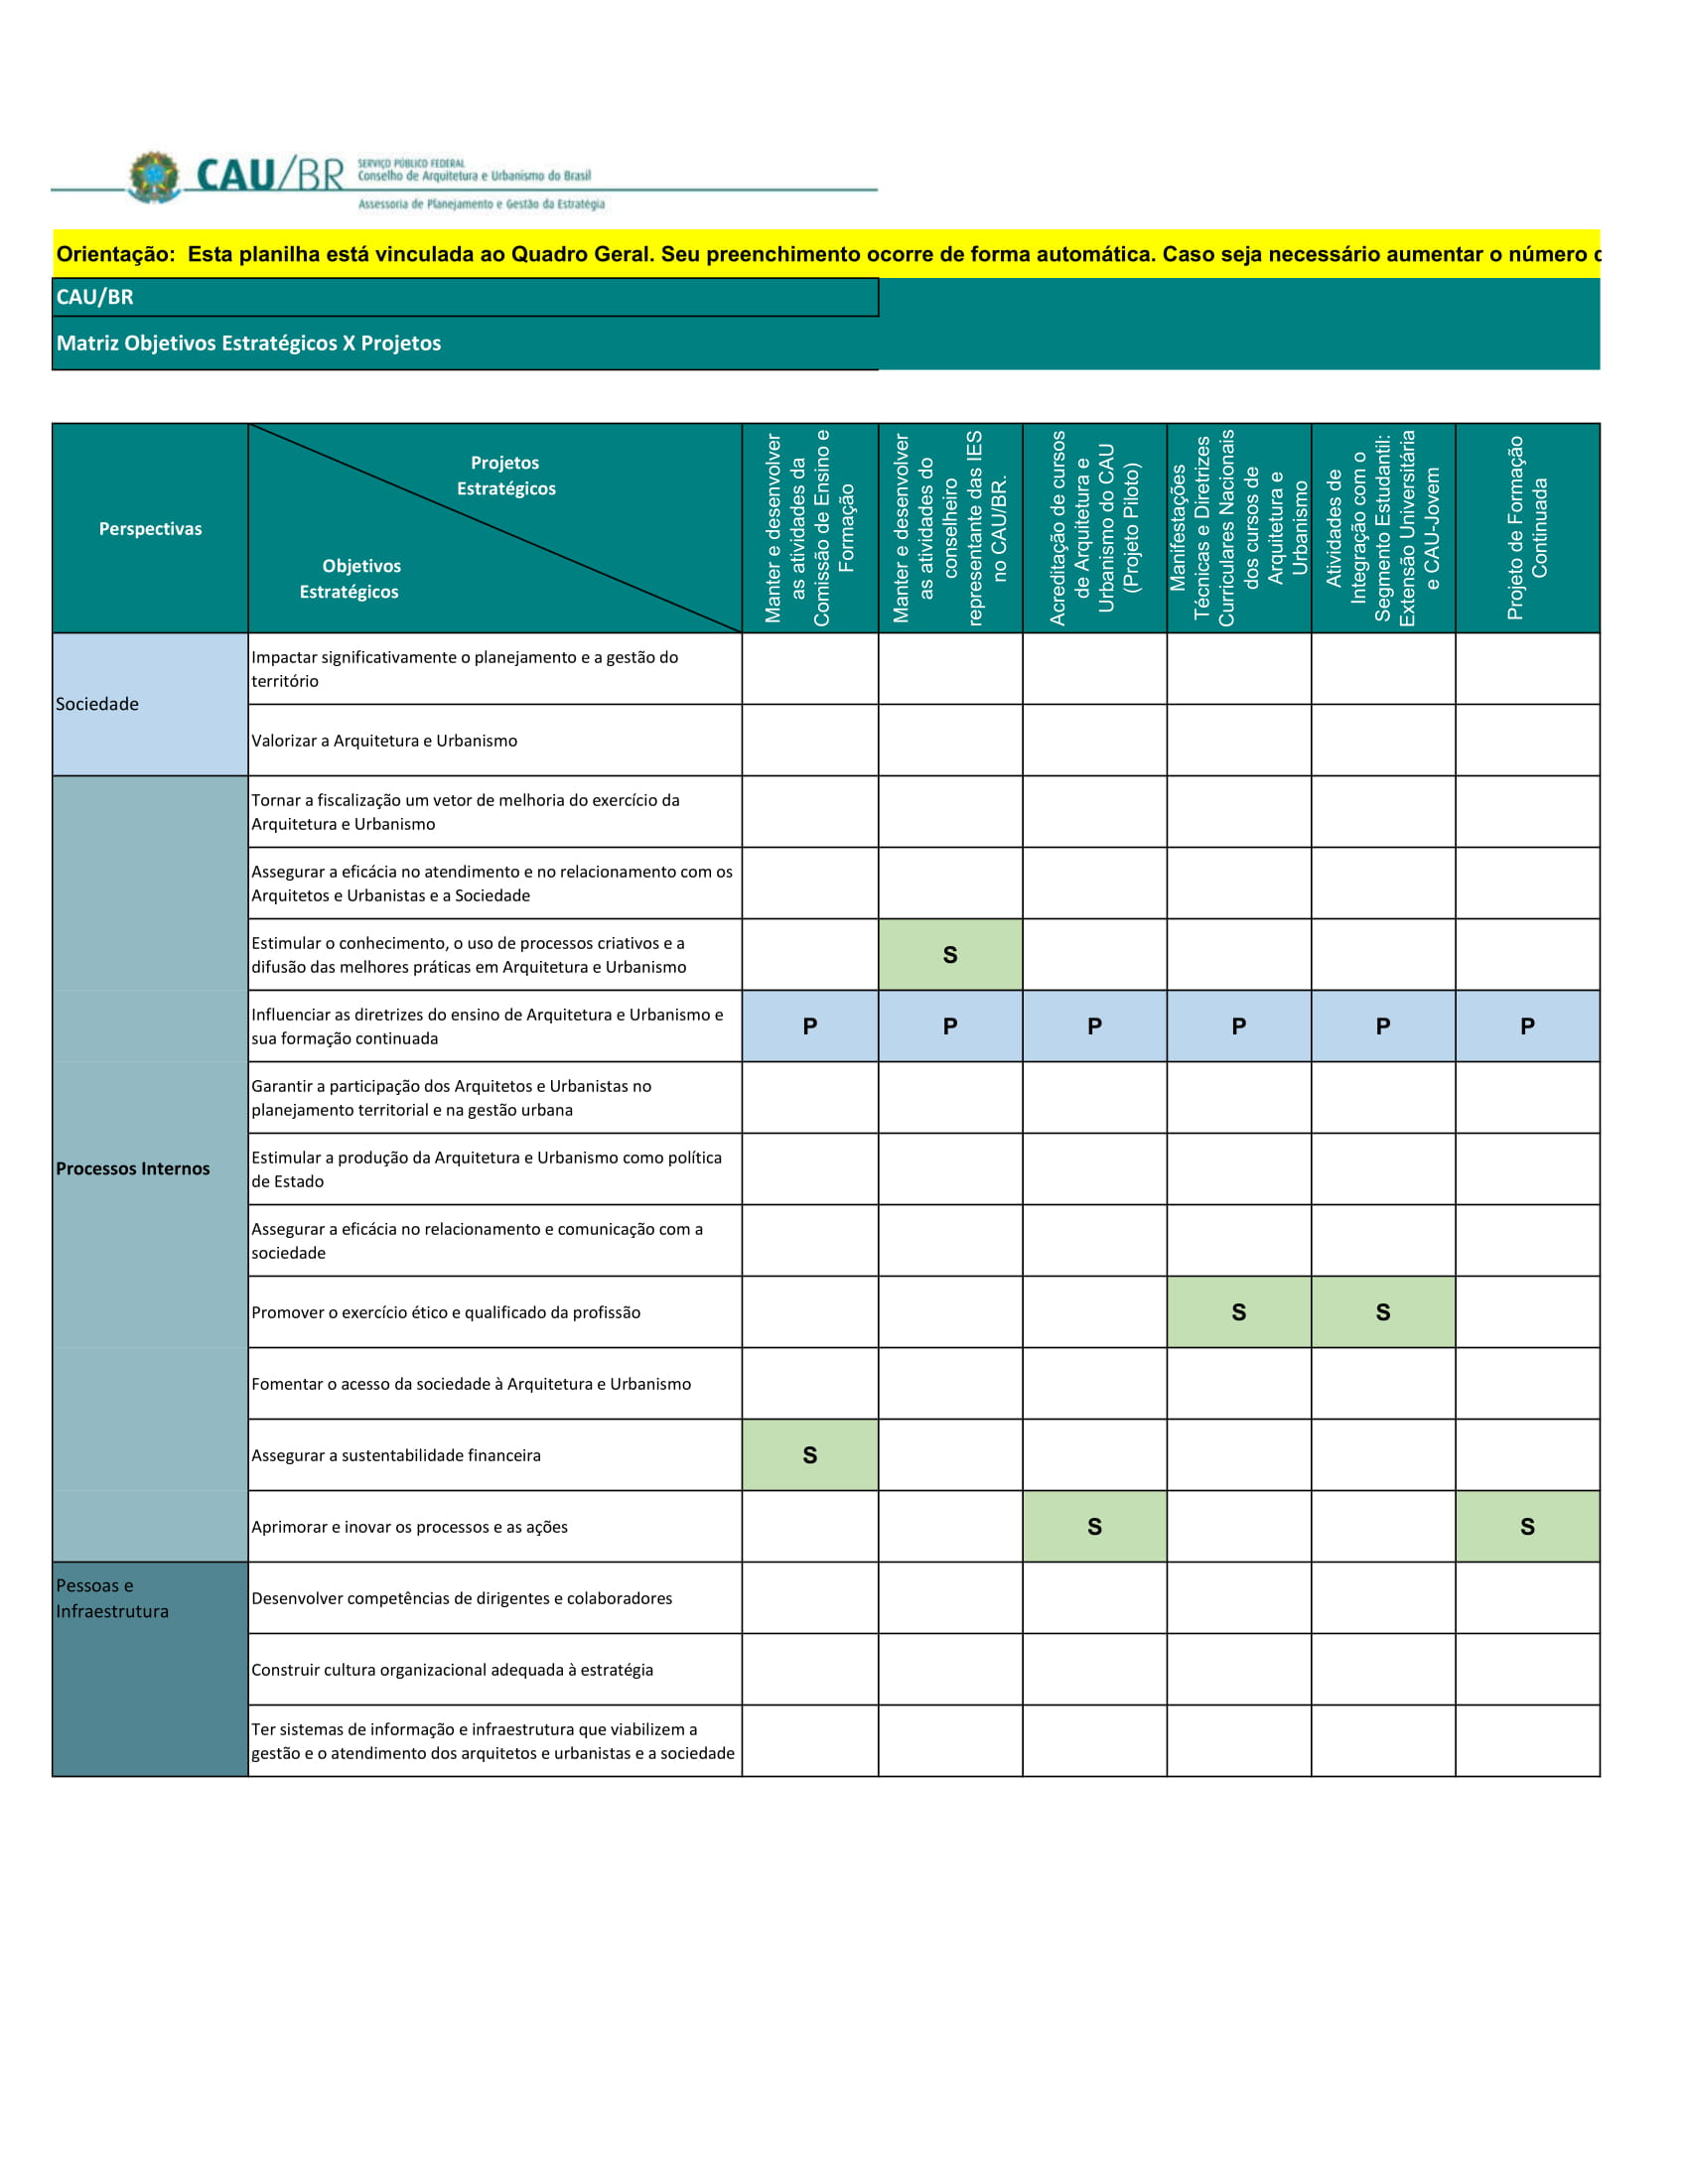 CAU/BR
SERVIÇO PÚBLICO FEDERAL
Conselho de Arquitetura e Urbanismo do Brasil
Assessoria de Planejamento e Gestão da Estratégia
Orientação:  Esta planilha está vinculada ao Quadro Geral. Seu preenchimento ocorre de forma automática. Caso seja necessário aumentar o número
CAU/BR
Matriz Objetivos Estratégicos X Projetos
Perspectivas
Projetos
Estratégicos
Objetivos
Estratégicos
Manter e desenvolver
as atividades da
Comissão de Ensino e
Formação
Manter e desenvolver
as atividades do
conselheiro
representante das IES
no CAU/BR.
Acreditação de cursos
de Arquitetura e
Urbanismo do CAU
(Projeto Piloto)
Manifestações
Técnicas e Diretrizes
Curriculares Nacionais
dos cursos de
Arquitetura e
Urbanismo
Atividades de
Integração com o
Segmento Estudantil:
Extensão Universitária
e CAU-Jovem
Projeto de Formação
Continuada
Sociedade
Impactar significativamente o planejamento e a gestão do
território
Valorizar a Arquitetura e Urbanismo
Processos Internos
Tornar a fiscalização um vetor de melhoria do exercício da
Arquitetura e Urbanismo
Assegurar a eficácia no atendimento e no relacionamento com os
Arquitetos e Urbanistas e a Sociedade
Estimular o conhecimento, o uso de processos criativos e a
difusão das melhores práticas em Arquitetura e Urbanismo
S
Influenciar as diretrizes do ensino de Arquitetura e Urbanismo e
sua formação continuada
P P P P P P
Garantir a participação dos Arquitetos e Urbanistas no
planejamento territorial e na gestão urbana
Estimular a produção da Arquitetura e Urbanismo como política
de Estado
Assegurar a eficácia no relacionamento e comunicação com a
sociedade
Promover o exercício ético e qualificado da profissão
S S
Fomentar o acesso da sociedade à Arquitetura e Urbanismo
Assegurar a sustentabilidade financeira
S
Aprimorar e inovar os processos e as ações
S S
Pessoas e
Infraestrutura
Desenvolver competências de dirigentes e colaboradores
Construir cultura organizacional adequada à estratégia
Ter sistemas de informação e infraestrutura que viabilizem a
gestão e o atendimento dos arquitetos e urbanistas e a sociedade